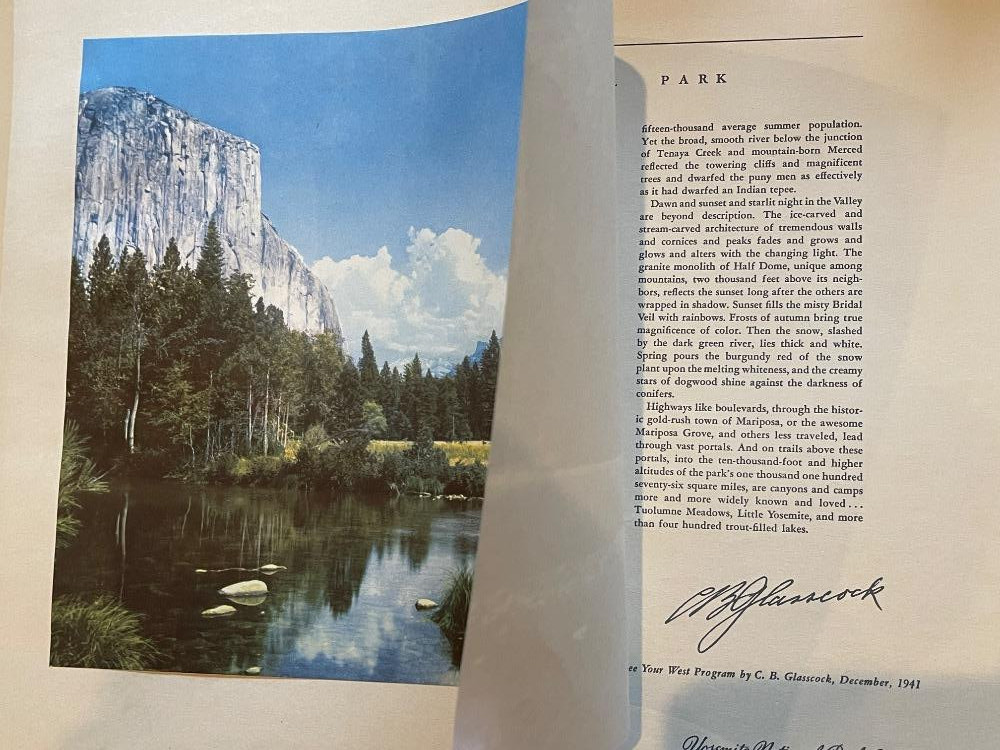 PARK
fifteen-thousand average summer population.
Yet the broad, smooth river below the junction
of Tenaya Creek and mountain-born Merced
reflected the towering cliffs and magnificent
trees and dwarfed the puny men as effectively
as it had dwarfed an Indian tepee.
Dawn and sunset and starlit night in the Valley
are beyond description. The ice-carved and
stream-carved architecture of tremendous walls
and cornices and peaks fades and grows and
glows and alters with the changing light. The
granite monolith of Half Dome, unique among
mountains, two thousand feet above its neigh-
bors, reflects the sunset long after the others are
wrapped in shadow. Sunset fills the misty Bridal
Veil with rainbows. Frosts of autumn bring true
magnificence of color. Then the snow, slashed
by the dark green river, lies thick and white.
Spring pours the burgundy red of the snow
plant upon the melting whiteness, and the creamy
stars of dogwood shine against the darkness of
conifers.
Highways like boulevards, through the histor-
ic gold-rush town of Mariposa, or the awesome
Mariposa Grove, and others less traveled, lead
through vast portals. And on trails above these
portals, into the ten-thousand-foot and higher
altitudes of the park's one thousand one hundred
seventy-six square miles, are canyons and camps
more and more widely known and loved...
Tuolumne Meadows, Little Yosemite, and more
than four hundred trout-filled lakes.
CB Glasscock
ee Your West Program by C. B. Glasscock, December, 1941
Yosemite National Park